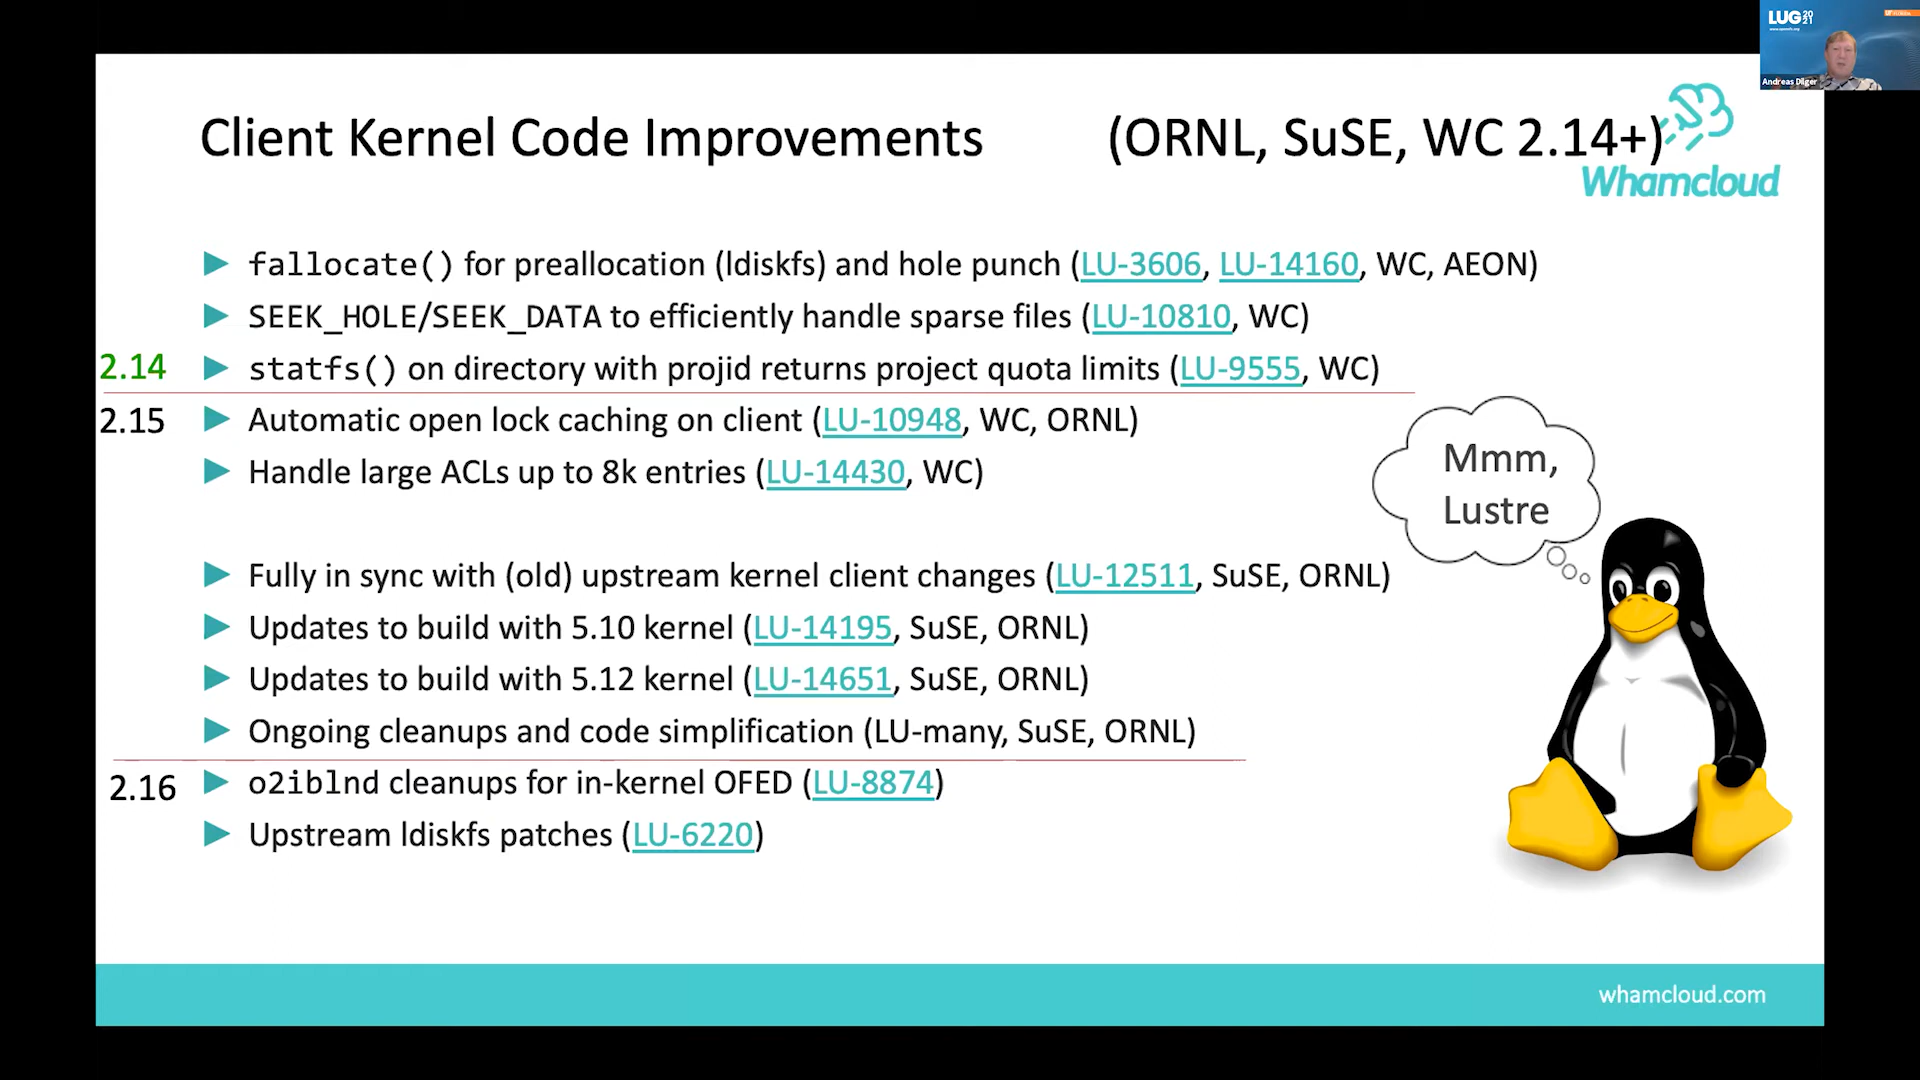 LUG 20 21
Andreas Dilger
Client Kernel Code Improvements (ORNL, SuSE, WC 2.14+)
Whamcloud
fallocate() for preallocation (ldiskfs) and hole punch (LU-3606, LU-14160, WC, AEON)
SEEK_HOLE/SEEK_DATA to efficiently handle sparse files (LU-10810, WC)
2.14 statfs() on directory with projid returns project quota limits (LU-9555, WC)
2.15 Automatic open lock caching on client (LU-10948, WC, ORNL)
Handle large ACLs up to 8k entries (LU-14430, WC)
Mmm,
Lustre
Fully in sync with (old) upstream kernel client changes (LU-12511, SuSE, ORNL)
Updates to build with 5.10 kernel (LU-14195, SuSE, ORNL)
Updates to build with 5.12 kernel (LU-14651, SuSE, ORNL)
Ongoing cleanups and code simplification (LU-many, SuSE, ORNL)
2.16 o2iblnd cleanups for in-kernel OFED (LU-8874)
Upstream ldiskfs patches (LU-6220)
whamcloud.com